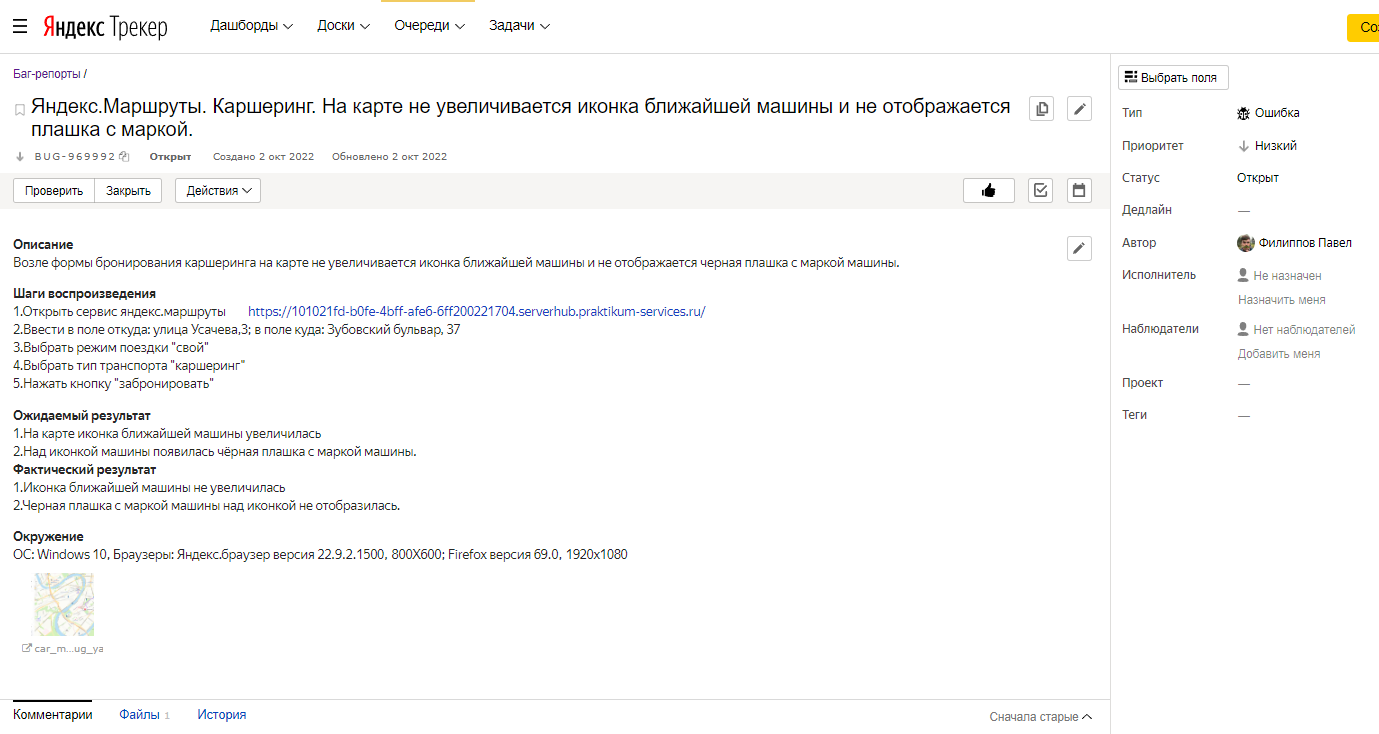 Яндекс Трекер Дашборды Доски Очереди Задачи Соз
Баг-репорты /
Яндекс.Маршруты. Каршеринг. На карте не увеличивается иконка ближайшей машины и не отображается
плашка с маркой.
BUG-969992 Открыт Создано 2 окт 2022 Обновлено 2 окт 2022
Проверить Закрыть Действия
Описание
Возле формы бронирования каршеринга на карте не увеличивается иконка ближайшей машины и не отображается черная плашка с маркой машины.
Шаги воспроизведения
1.Открыть сервис яндекс.маршруты https://101021fd-b0fe-4bff-afe6-6ff200221704.serverhub.praktikum-services.ru/
2.Ввести в поле откуда: улица Усачева,3; в поле куда: Зубовский бульвар, 37
3.Выбрать режим поездки "свой"
4.Выбрать тип транспорта "каршеринг"
5.Нажать кнопку "забронировать"
Ожидаемый результат
1.На карте иконка ближайшей машины увеличилась
2.Над иконкой машины появилась чёрная плашка с маркой машины.
Фактический результат
1.Иконка ближайшей машины не увеличилась
2.Черная плашка с маркой машины над иконкой не отобразилась.
Окружение
ОС: Windows 10, Браузеры: Яндекс.браузер версия 22.9.2.1500, 800X600; Firefox версия 69.0, 1920x1080
car_m...ug_ya
Комментарии Файлы 1 История Сначала старые
Выбрать поля
Тип Ошибка
Приоритет Низкий
Статус Открыт
Дедлайн —
Автор Филиппов Павел
Исполнитель Не назначен
Назначить меня
Наблюдатели Нет наблюдателей
Добавить меня
Проект —
Теги —